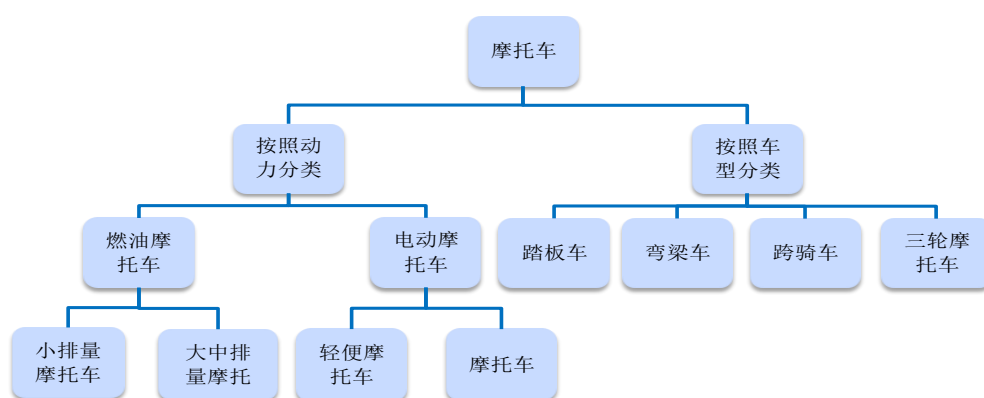 摩托车
按照动
力分类
按照车
型分类
燃油摩
托车
电动摩
托车
踏板车
弯梁车
跨骑车
三轮摩
托车
小排量
摩托车
大中排
量摩托
轻便摩
托车
摩托车